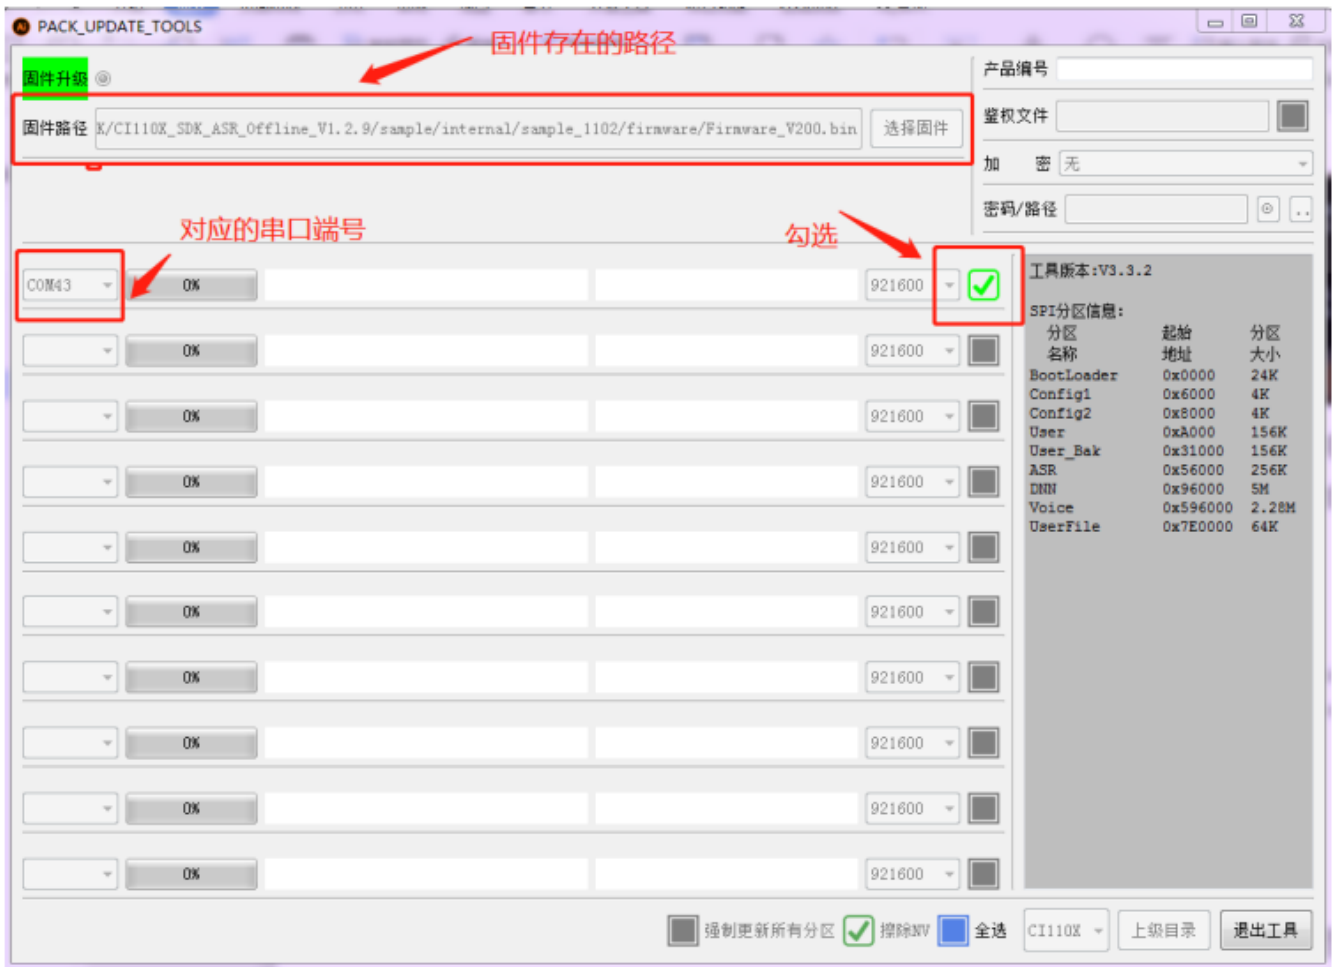 PACK_UPDATE_TOOLS
固件存在的路径
固件升级
固件路径 K/CI110X_SDK_ASR_Offline_V1.2.9/sample/internal/sample_1102/firmware/Firmware_V200.bin 选择固件
产品编号
鉴权文件
加 密 无
密码/路径 ..
对应的串口端号
勾选
COM43 0% 921600
0% 921600
0% 921600
0% 921600
0% 921600
0% 921600
0% 921600
0% 921600
0% 921600
0% 921600
工具版本:V3.3.2
SPI分区信息:
分区 起始 分区
名称 地址 大小
BootLoader 0x0000 24K
Config1 0x6000 4K
Config2 0x8000 4K
User 0xA000 156K
User_Bak 0x31000 156K
ASR 0x56000 256K
DNN 0x96000 5M
Voice 0x596000 2.28M
UserFile 0x7E0000 64K
强制更新所有分区 擦除NV 全选 CI110X 上级目录 退出工具